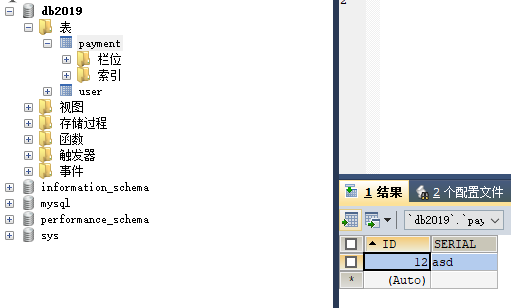 db2019
表
payment
栏位
索引
user
视图
存储过程
函数
触发器
事件
information_schema
mysql
performance_schema
sys
2
1 结果
2 个配置文件
`db2019`.`pay
ID SERIAL
12 asd
* (Auto)